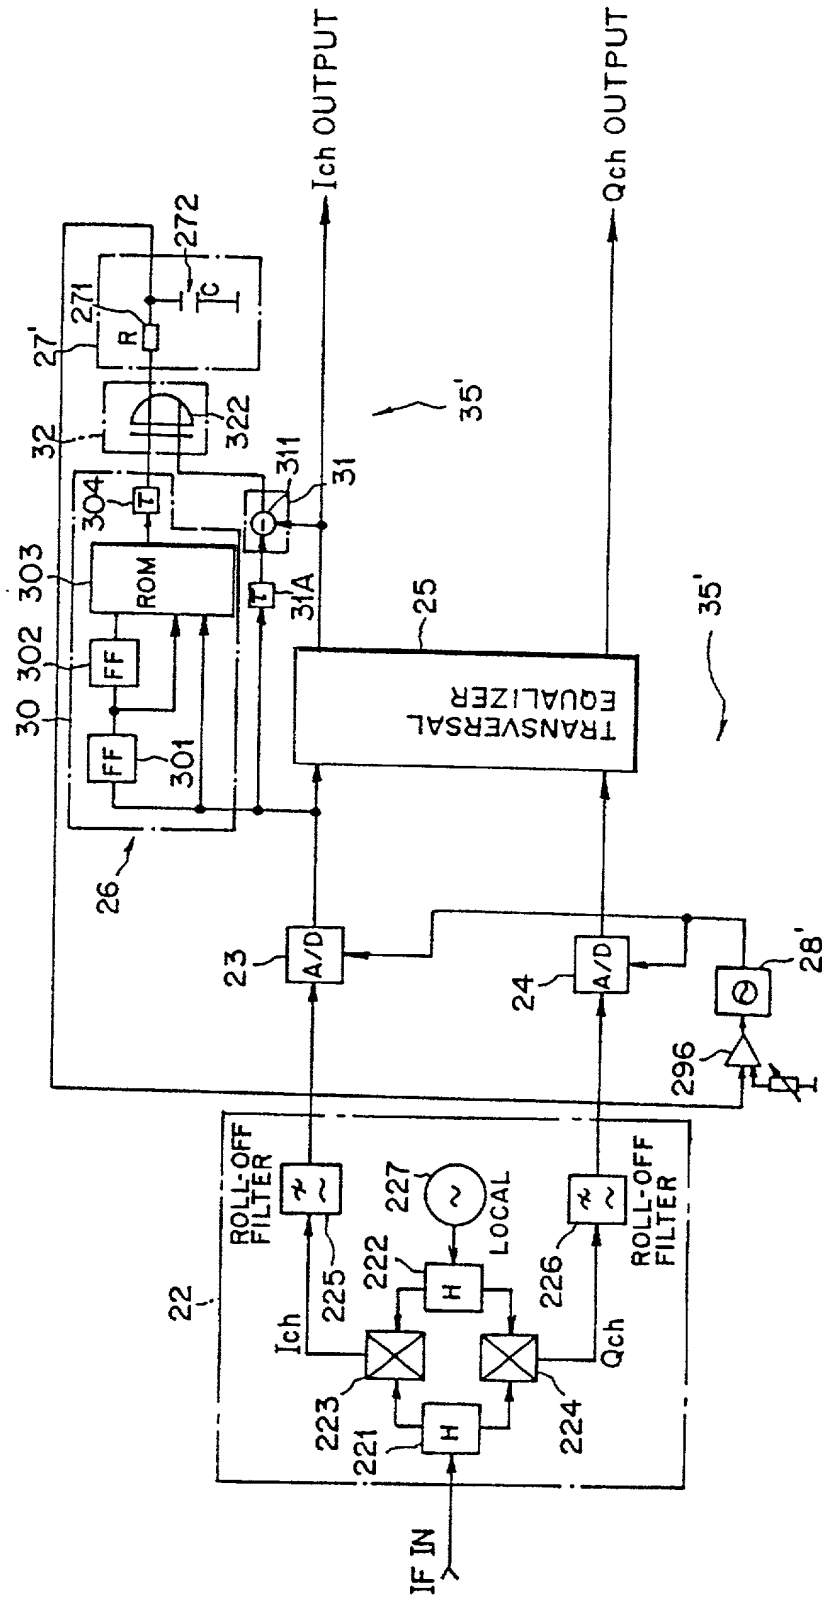 IF IN
22
221
H
223
224
222
H
227
~
LOCAL
Ich
Qch
ROLL-OFF
FILTER
225
226
ROLL-OFF
FILTER
23
A/D
24
A/D
296
28'
26
30
FF
301
FF
302
ROM
303
T
304
T
31A
31
311
32
322
27'
R
271
C
272
TRANSVERSAL
EQUALIZER
25
35'
35'
Ich OUTPUT
Qch OUTPUT